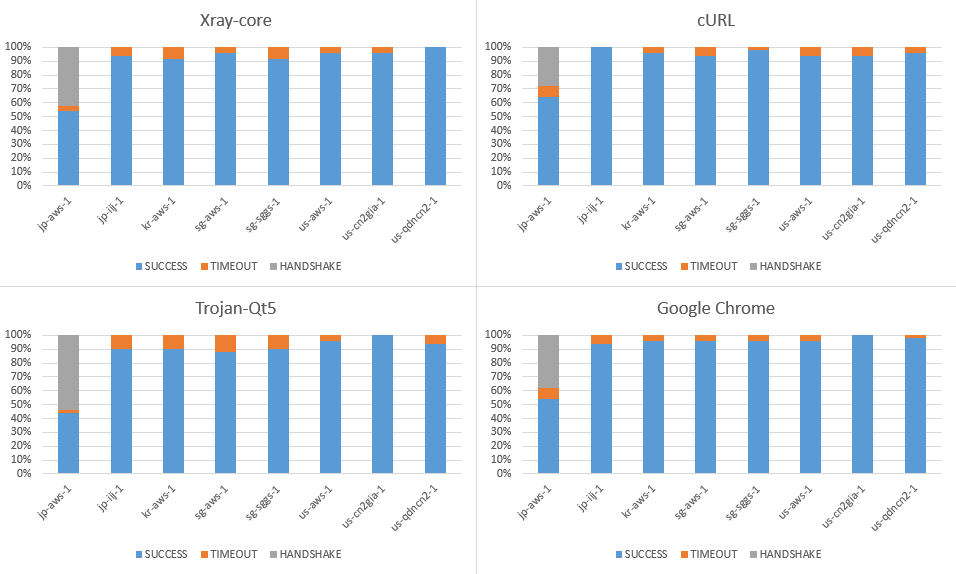 Xray-core
100%
90%
80%
70%
60%
50%
40%
30%
20%
10%
0%
jp-aws-1
jp-iij-1
kr-aws-1
sg-aws-1
sg-sggs-1
us-aws-1
us-cn2gia-1
us-qdncn2-1
SUCCESS TIMEOUT HANDSHAKE
cURL
100%
90%
80%
70%
60%
50%
40%
30%
20%
10%
0%
jp-aws-1
jp-iij-1
kr-aws-1
sg-aws-1
sg-sggs-1
us-aws-1
us-cn2gia-1
us-qdncn2-1
SUCCESS TIMEOUT HANDSHAKE
Trojan-Qt5
100%
90%
80%
70%
60%
50%
40%
30%
20%
10%
0%
jp-aws-1
jp-iij-1
kr-aws-1
sg-aws-1
sg-sggs-1
us-aws-1
us-cn2gia-1
us-qdncn2-1
SUCCESS TIMEOUT HANDSHAKE
Google Chrome
100%
90%
80%
70%
60%
50%
40%
30%
20%
10%
0%
jp-aws-1
jp-iij-1
kr-aws-1
sg-aws-1
sg-sggs-1
us-aws-1
us-cn2gia-1
us-qdncn2-1
SUCCESS TIMEOUT HANDSHAKE